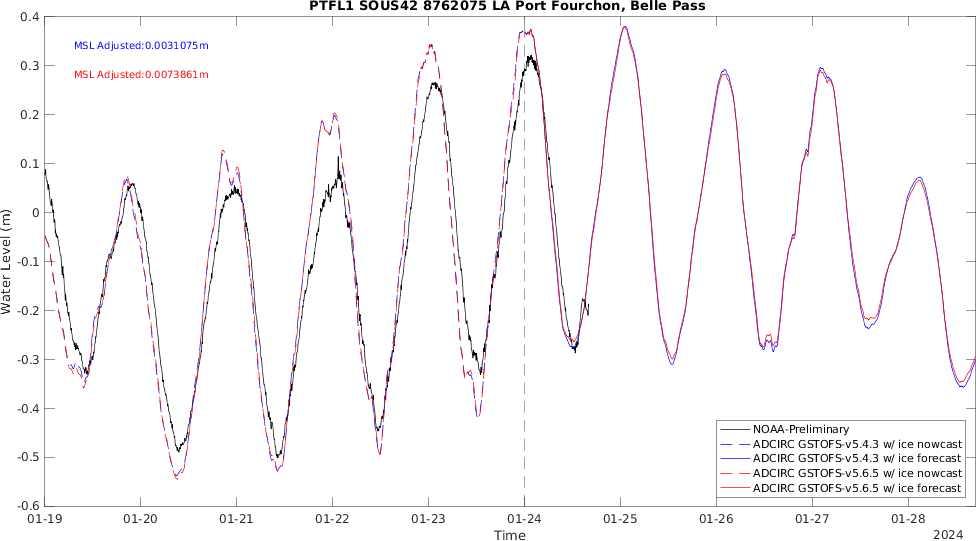 PTFL1 SOUS42 8762075 LA Port Fourchon, Belle Pass
MSL Adjusted:0.0031075m
MSL Adjusted:0.0073861m
Water Level (m)
0.4
0.3
0.2
0.1
0
-0.1
-0.2
-0.3
-0.4
-0.5
-0.6
NOAA-Preliminary
ADCIRC GSTOFS-v5.4.3 w/ ice nowcast
ADCIRC GSTOFS-v5.4.3 w/ ice forecast
ADCIRC GSTOFS-v5.6.5 w/ ice nowcast
ADCIRC GSTOFS-v5.6.5 w/ ice forecast
01-19 01-20 01-21 01-22 01-23 01-24 01-25 01-26 01-27 01-28
Time
2024